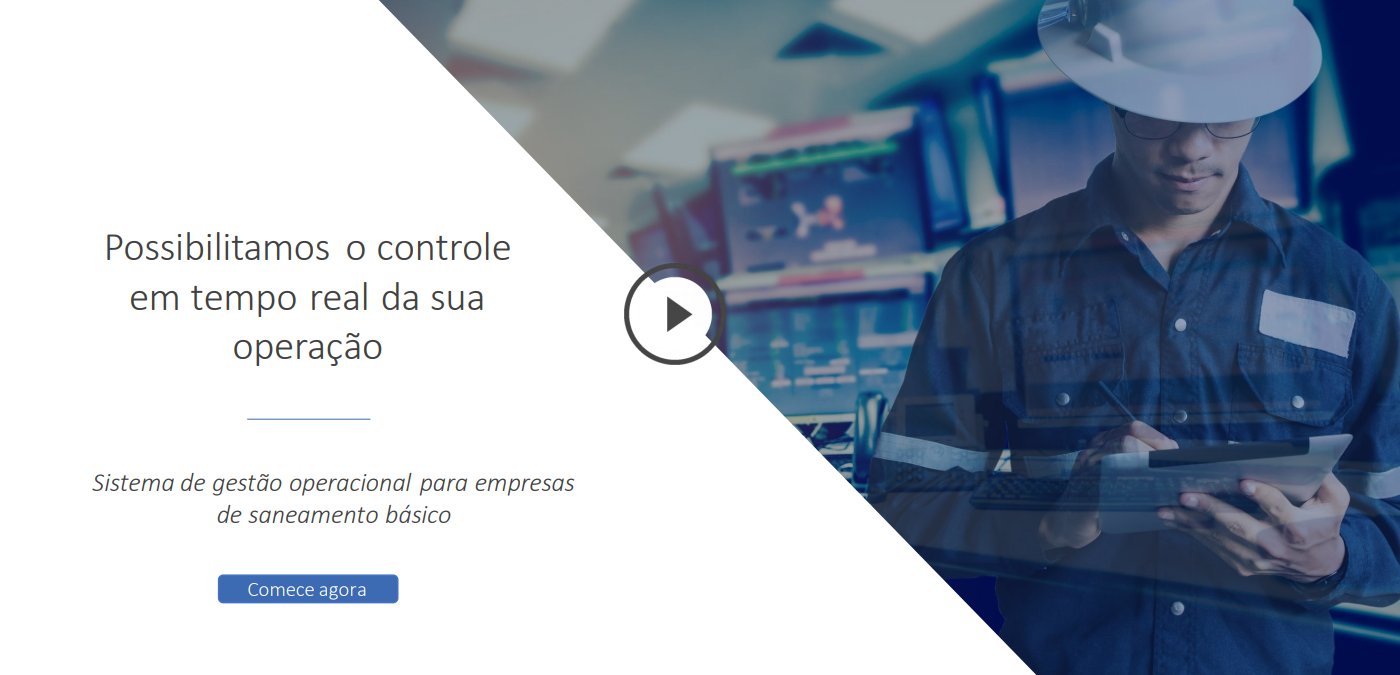 Possibilitamos o controle
em tempo real da sua
operação
Sistema de gestão operacional para empresas
de saneamento básico
Comece agora